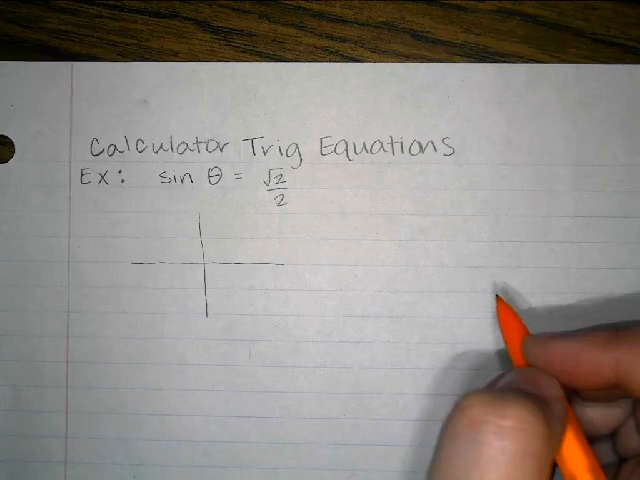 Calculator Trig Equations
Ex: sin θ = √2/2